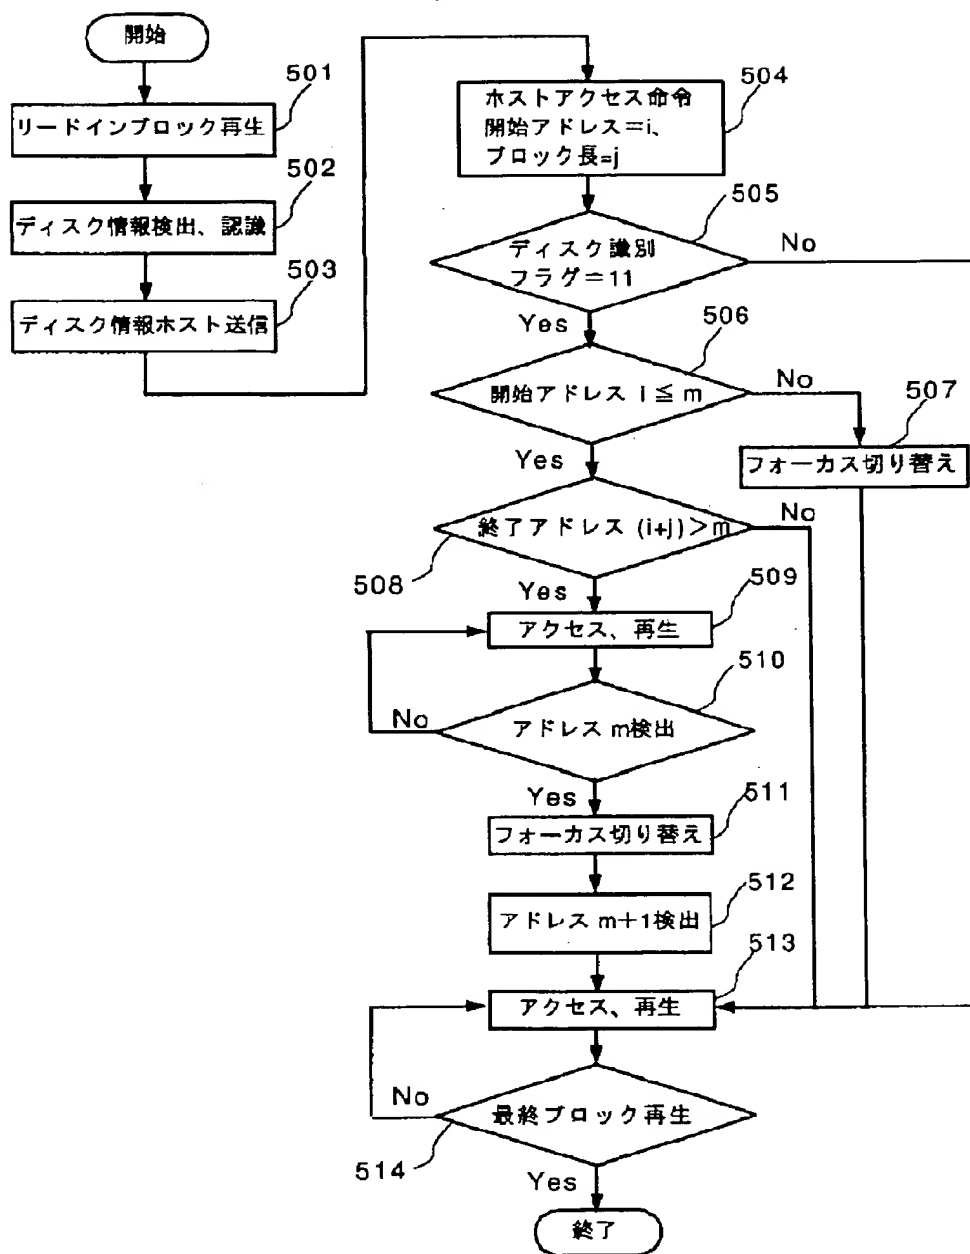 開始
501
リードインブロック再生
502
ディスク情報検出、認識
503
ディスク情報ホスト送信
504
ホストアクセス命令
開始アドレス＝i、
ブロック長=j
505
ディスク識別
フラグ＝11
No
Yes
506
開始アドレス i≦m
No
507
フォーカス切り替え
Yes
終了アドレス (i+j)＞m
No
508
Yes
509
アクセス、再生
510
アドレス m検出
No
Yes
511
フォーカス切り替え
512
アドレス m＋1検出
513
アクセス、再生
No
最終ブロック再生
514
Yes
終了